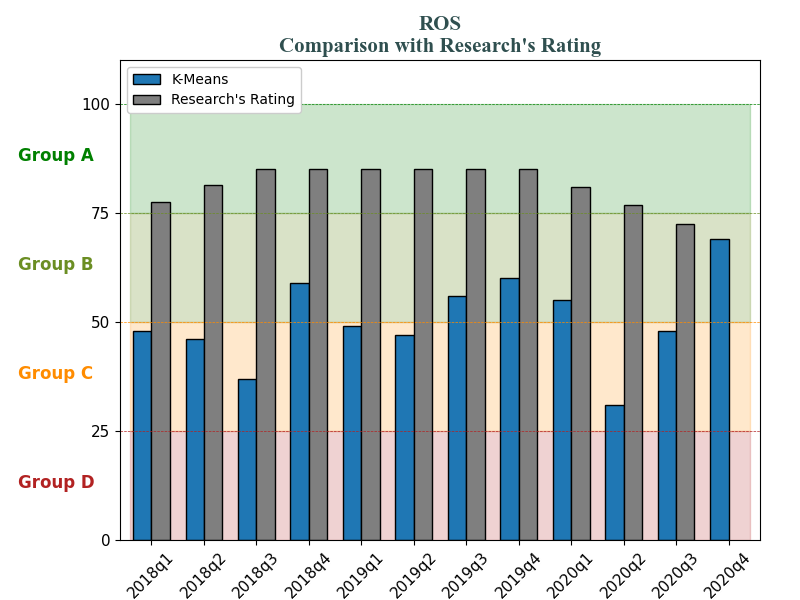 ROS
Comparison with Research's Rating
K-Means
Research's Rating
100
Group A
75
Group B
50
Group C
25
Group D
0
2018q1
2018q2
2018q3
2018q4
2019q1
2019q2
2019q3
2019q4
2020q1
2020q2
2020q3
2020q4